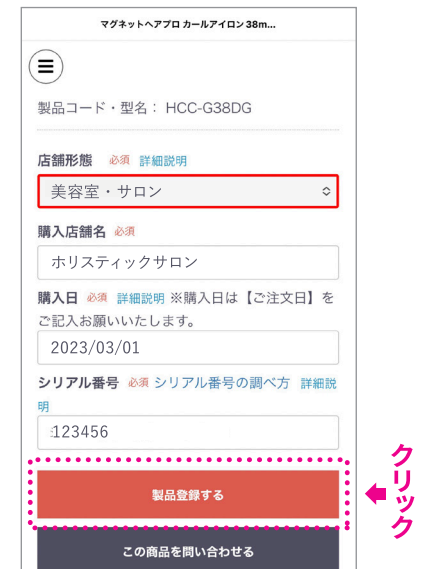 マグネットヘアプロ カールアイロン 38m...
製品コード・型名： HCC-G38DG
店舗形態 必須 詳細説明
美容室・サロン
購入店舗名 必須
ホリスティックサロン
購入日 必須 詳細説明 ※購入日は【ご注文日】を
ご記入お願いいたします。
2023/03/01
シリアル番号 必須 シリアル番号の調べ方 詳細説
明
123456
製品登録する
クリック
この商品を問い合わせる